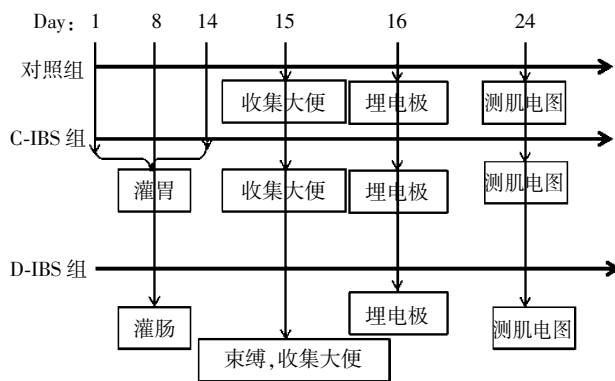 Day: 1 8 14 15 16 24
对照组
收集大便 埋电极 测肌电图
C-IBS 组
灌胃 收集大便 埋电极 测肌电图
D-IBS 组
灌肠 束缚,收集大便 埋电极 测肌电图